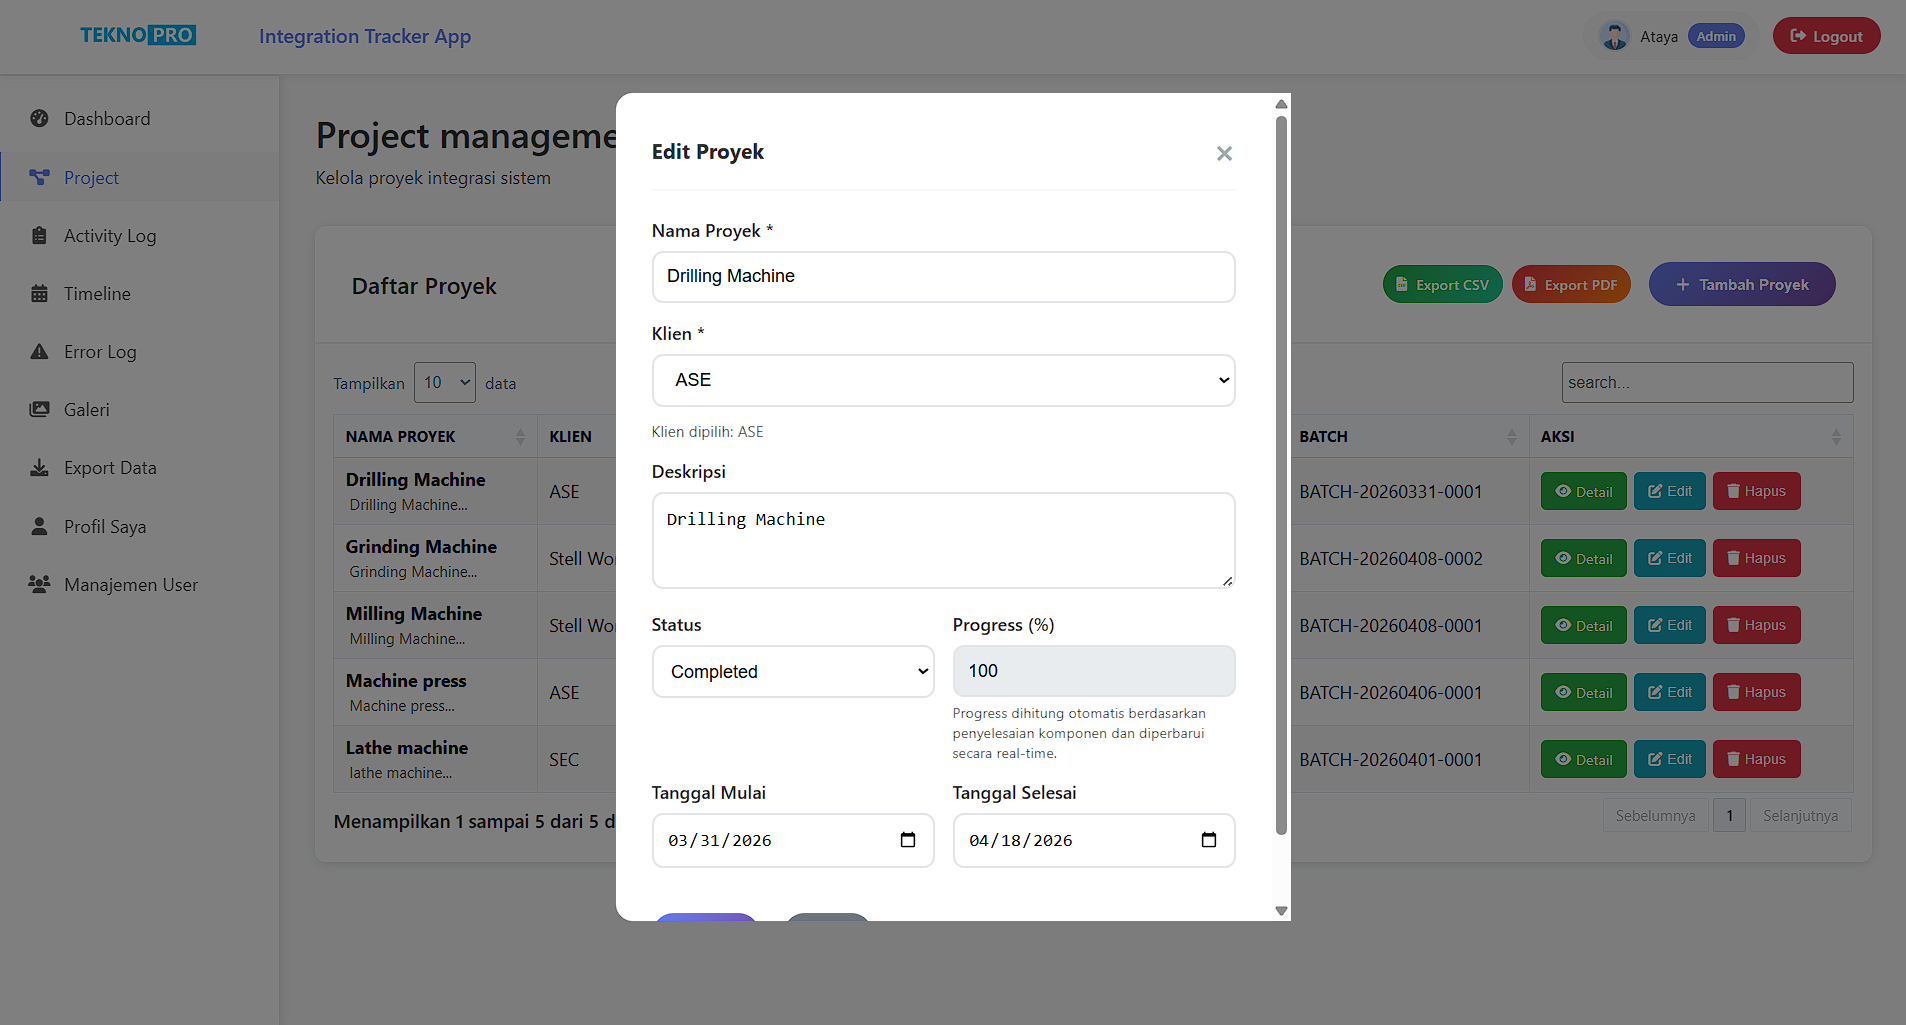 TEKNOPRO
Integration Tracker App
Ataya Admin
Logout
Dashboard
Project
Activity Log
Timeline
Error Log
Galeri
Export Data
Profil Saya
Manajemen User
Project manageme
Kelola proyek integrasi sistem
Daftar Proyek
Export CSV
Export PDF
+ Tambah Proyek
Tampilkan 10 data
search...
NAMA PROYEK KLIEN BATCH AKSI
Drilling Machine
Drilling Machine...
ASE BATCH-20260331-0001 Detail Edit Hapus
Grinding Machine
Grinding Machine...
Stell Wo BATCH-20260408-0002 Detail Edit Hapus
Milling Machine
Milling Machine...
Stell Wo BATCH-20260408-0001 Detail Edit Hapus
Machine press
Machine press...
ASE BATCH-20260406-0001 Detail Edit Hapus
Lathe machine
lathe machine...
SEC BATCH-20260401-0001 Detail Edit Hapus
Menampilkan 1 sampai 5 dari 5 d
Sebelumnya 1 Selanjutnya
Edit Proyek
Nama Proyek *
Drilling Machine
Klien *
ASE
Klien dipilih: ASE
Deskripsi
Drilling Machine
Status
Completed
Progress (%)
100
Progress dihitung otomatis berdasarkan
penyelesaian komponen dan diperbarui
secara real-time.
Tanggal Mulai
03/31/2026
Tanggal Selesai
04/18/2026